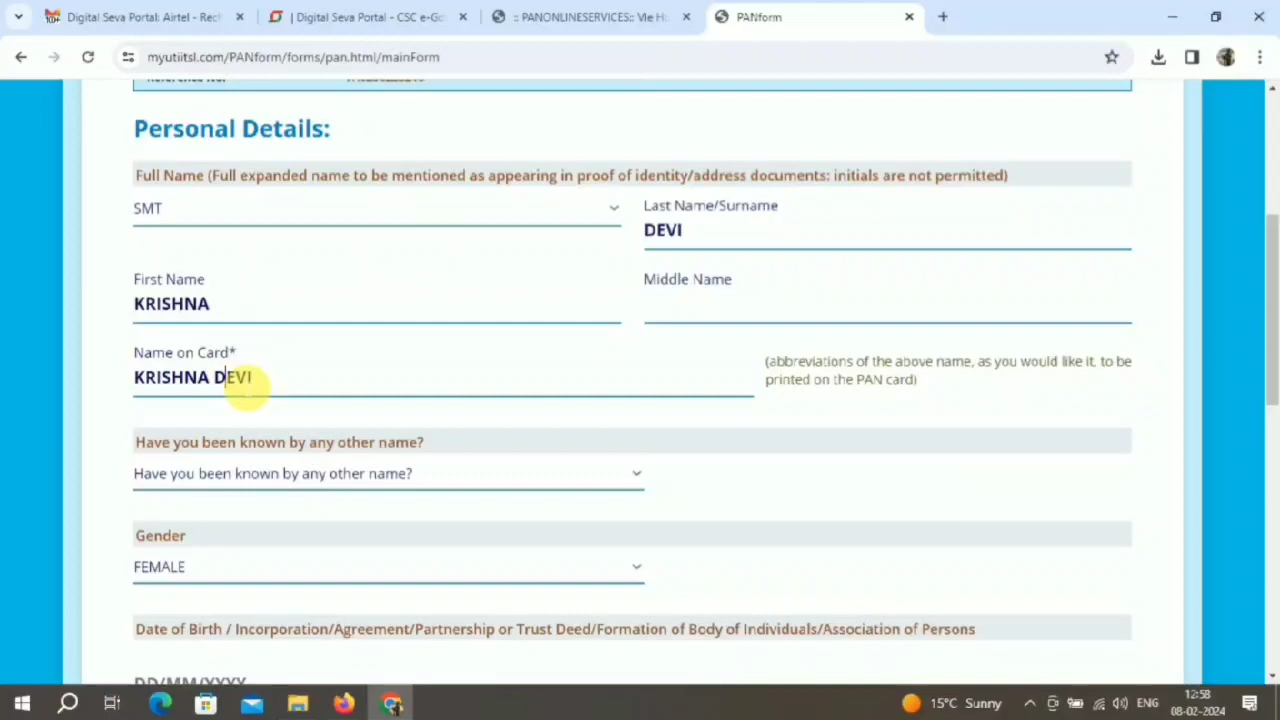 Digital Seva Portal: Airtel - Rech
| Digital Seva Portal - CSC e-Go
:: PANONLINESERVICES:: Vle H
PANform
myutiitsl.com/PANform/forms/pan.html/mainForm
Personal Details:
Full Name (Full expanded name to be mentioned as appearing in proof of identity/address documents: initials are not permitted)
SMT
Last Name/Surname
DEVI
First Name
Middle Name
KRISHNA
Name on Card*
KRISHNA DEVI
(abbreviations of the above name, as you would like it, to be
printed on the PAN card)
Have you been known by any other name?
Have you been known by any other name?
Gender
FEMALE
Date of Birth / Incorporation/Agreement/Partnership or Trust Deed/Formation of Body of Individuals/Association of Persons
DD/MM/YYYY
15°C Sunny
ENG
12:58
08-02-2024